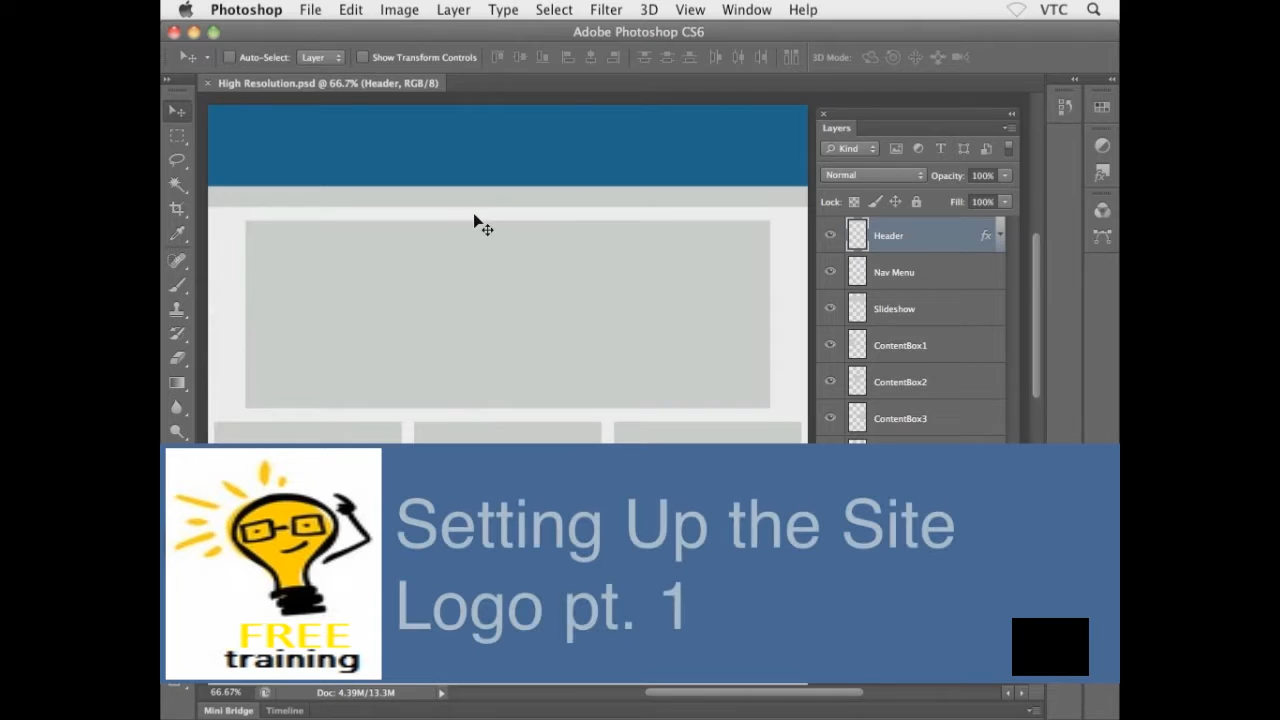 Photoshop File Edit Image Layer Type Select Filter 3D View Window Help VTC
Adobe Photoshop CS6
Auto-Select: Layer Show Transform Controls 3D Mode:
High Resolution.psd @ 66.7% (Header, RGB/8)
Layers
Kind
Normal Opacity: 100%
Lock: Fill: 100%
Header fx
Nav Menu
Slideshow
ContentBox1
ContentBox2
ContentBox3
Setting Up the Site
Logo pt. 1
FREE
training
66.67% Doc: 4.39M/13.3M
Mini Bridge Timeline